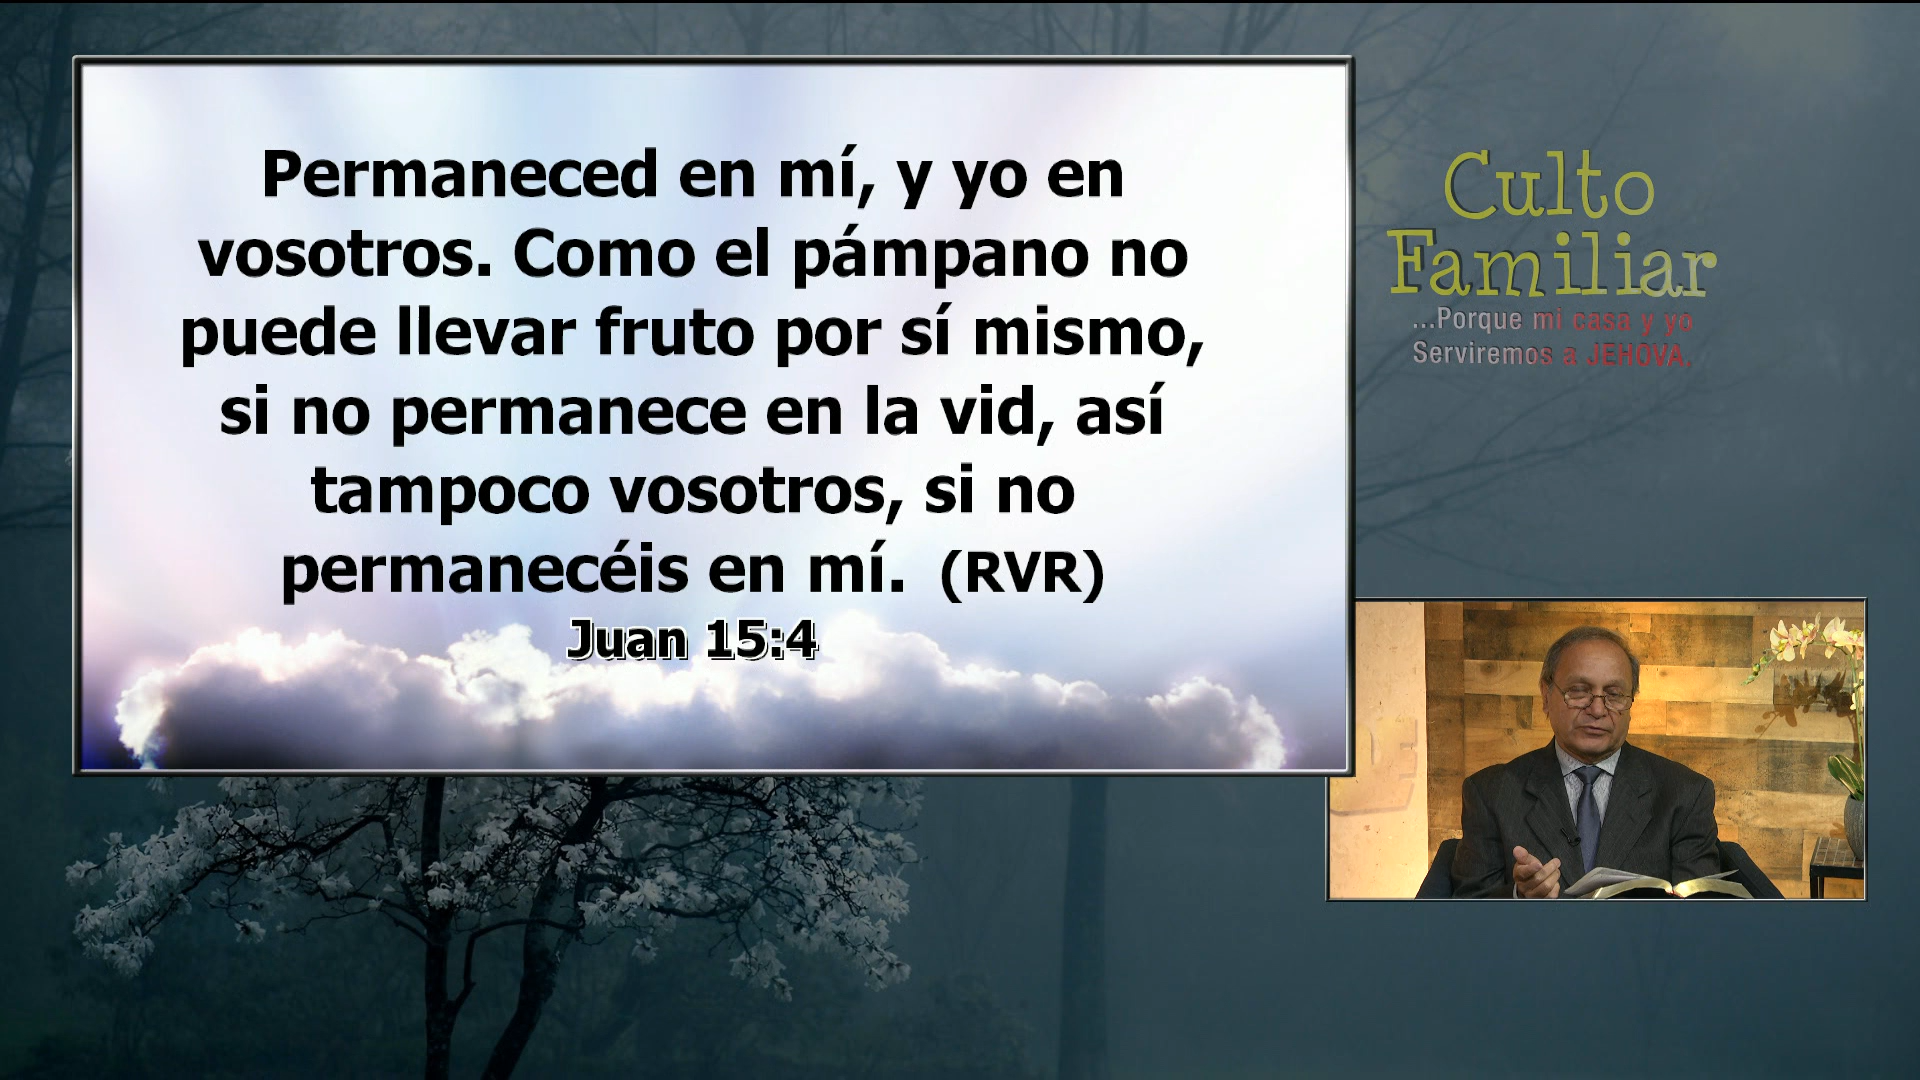 Permaneced en mí, y yo en
vosotros. Como el pámpano no
puede llevar fruto por sí mismo,
si no permanece en la vid, así
tampoco vosotros, si no
permanecéis en mí. (RVR)
Juan 15:4
Culto
Familiar
...Porque mi casa y yo
Serviremos a JEHOVA.